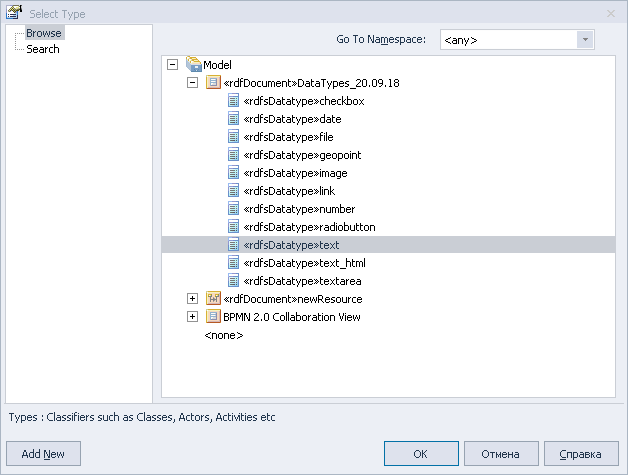 Select Type
Browse
Search
Go To Namespace:
<any>
Model
«rdfDocument»DataTypes_20.09.18
«rdfsDatatype»checkbox
«rdfsDatatype»date
«rdfsDatatype»file
«rdfsDatatype»geopoint
«rdfsDatatype»image
«rdfsDatatype»link
«rdfsDatatype»number
«rdfsDatatype»radiobutton
«rdfsDatatype»text
«rdfsDatatype»text_html
«rdfsDatatype»textarea
«rdfDocument»newResource
BPMN 2.0 Collaboration View
<none>
Types : Classifiers such as Classes, Actors, Activities etc
Add New
OK
Отмена
Справка